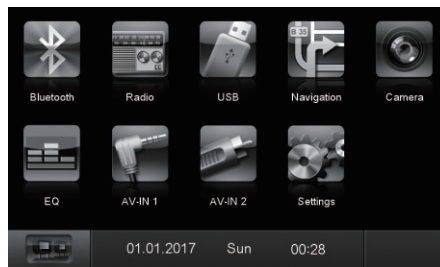 B 35
Bluetooth Radio USB Navigation Camera
EQ AV-IN 1 AV-IN 2 Settings
01.01.2017 Sun 00:28